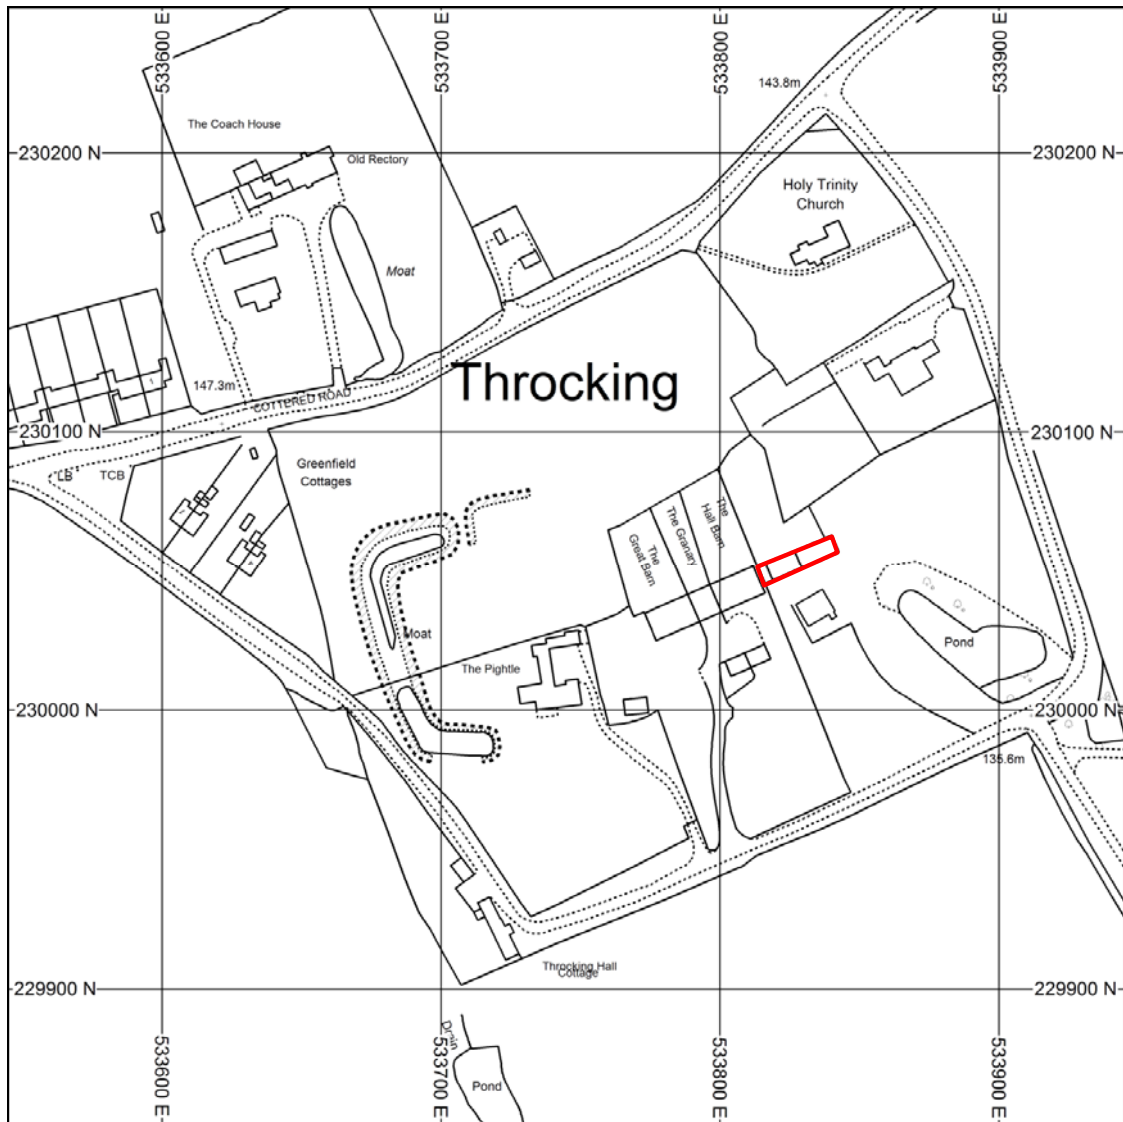 533600 E
533700 E
533800 E
533900 E
143.8m
The Coach House
230200 N
Old Rectory
230200 N
Holy Trinity
Church
Moat
Throcking
1
147.3m
COTTERED ROAD
230100 N
230100 N
Greenfield
Cottages
LB
TCB
The
Hall Barn
The Granary
The
Great Barn
Moat
Pond
The Pightle
230000 N
230000 N
135.6m
Throcking Hall
Cottage
229900 N
229900 N
Drain
Pond
533600 E
533700 E
533800 E
533900 E